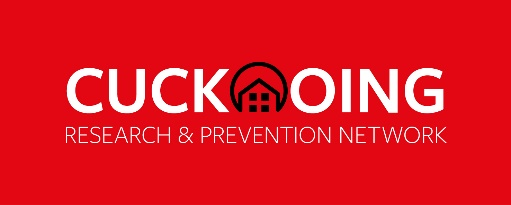 CUCKOOING
RESEARCH & PREVENTION NETWORK